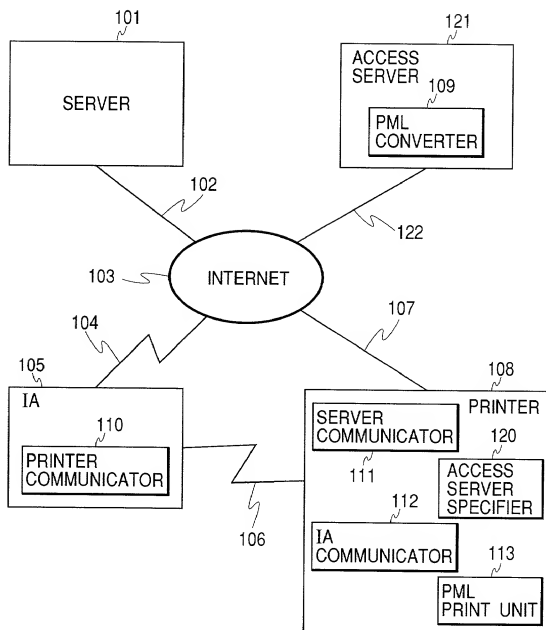 101
SERVER
121
ACCESS
SERVER
109
PML
CONVERTER
102
122
103
INTERNET
104
107
105
IA
110
PRINTER
COMMUNICATOR
106
108
PRINTER
SERVER
COMMUNICATOR
111
120
ACCESS
SERVER
SPECIFIER
112
IA
COMMUNICATOR
113
PML
PRINT UNIT